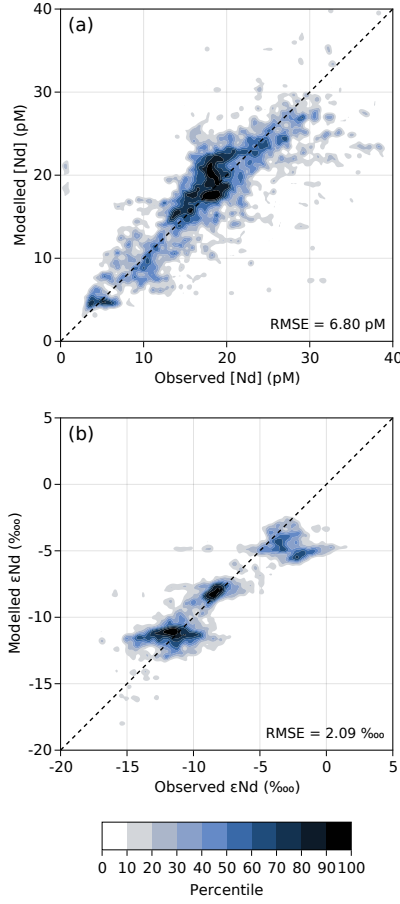 40
(a)
30
20
10
0
Modelled [Nd] (pM)
RMSE = 6.80 pM
0 10 20 30 40
Observed [Nd] (pM)
5
(b)
0
-5
-10
-15
-20
Modelled εNd (‱)
RMSE = 2.09 ‱
-20 -15 -10 -5 0 5
Observed εNd (‱)
0 10 20 30 40 50 60 70 80 90 100
Percentile